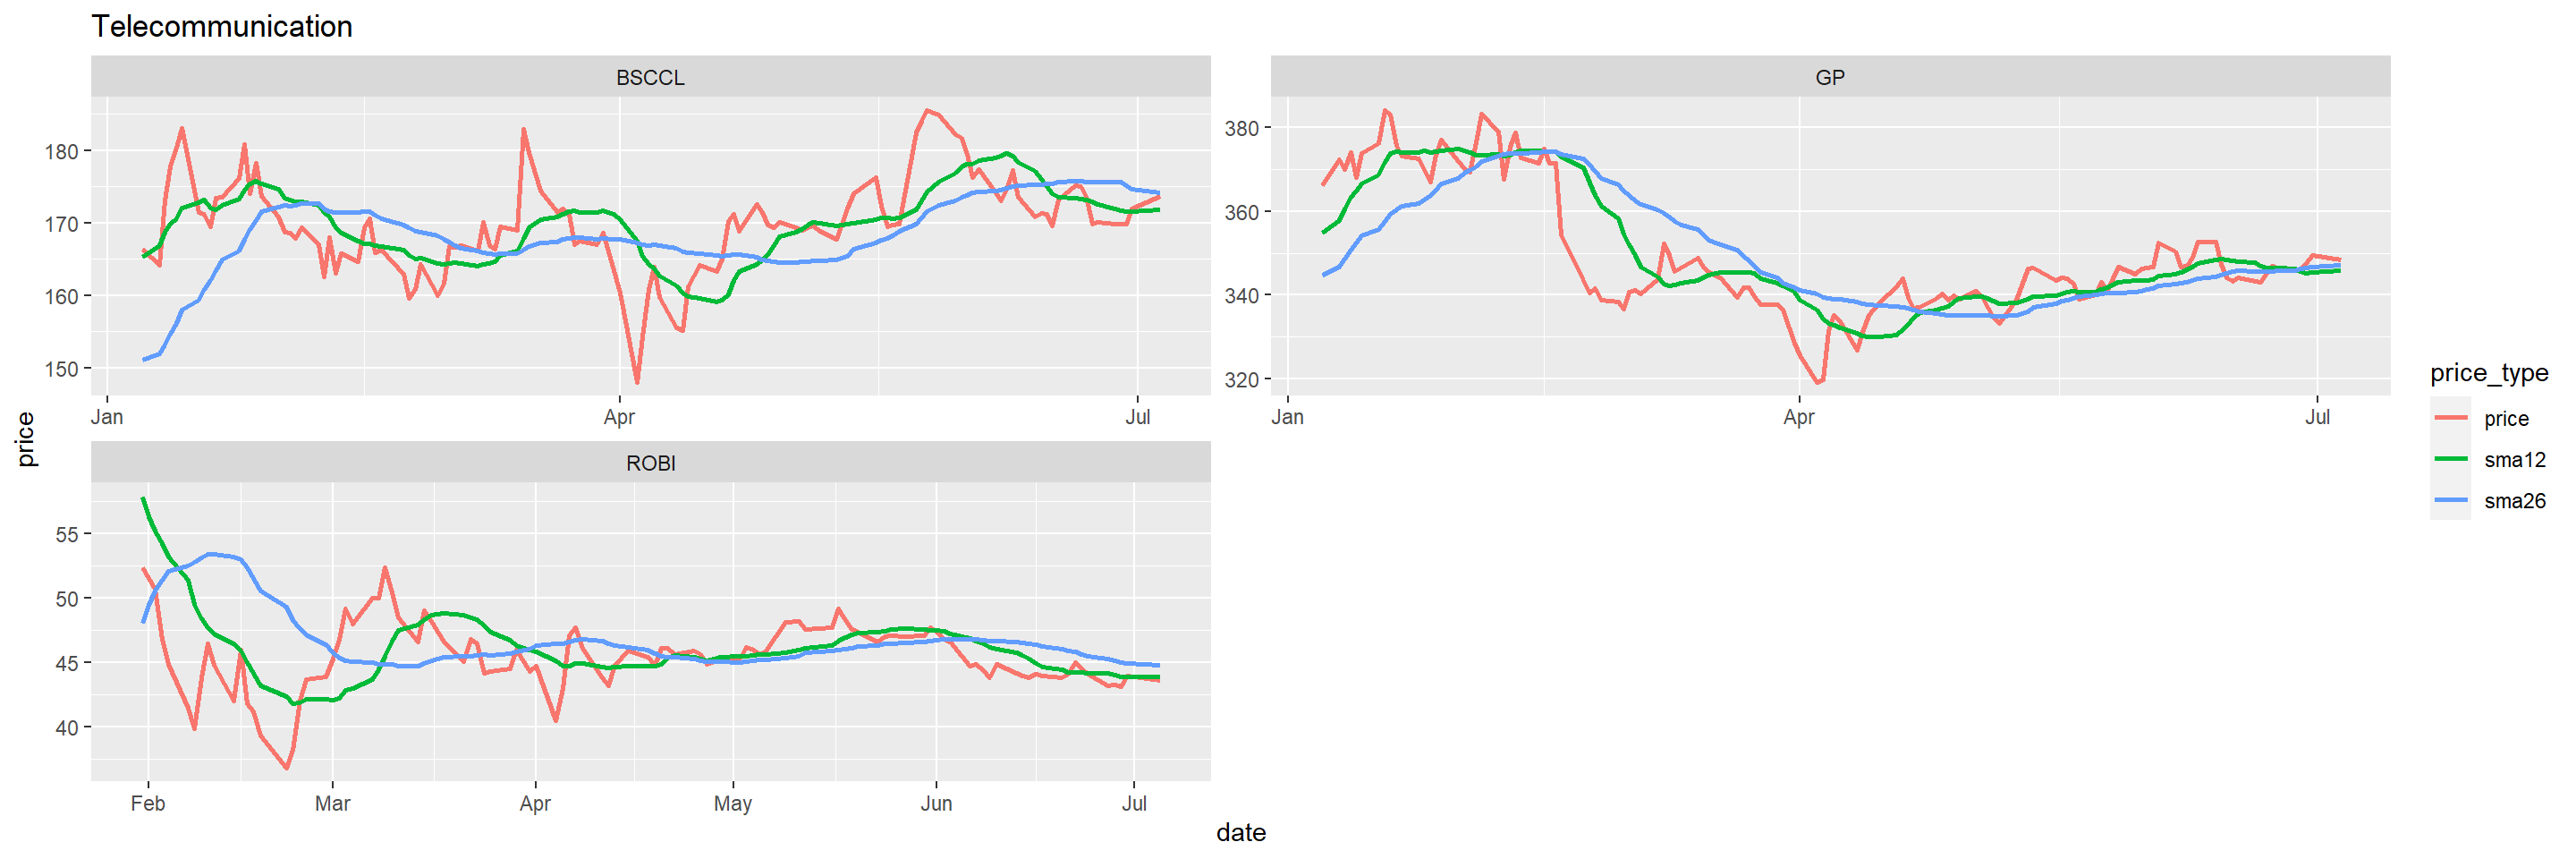 Telecommunication
BSCCL
GP
180
170
160
150
380
360
340
320
Jan
Apr
Jul
Jan
Apr
Jul
ROBI
55
50
45
40
Feb
Mar
Apr
May
Jun
Jul
price
date
price_type
price
sma12
sma26